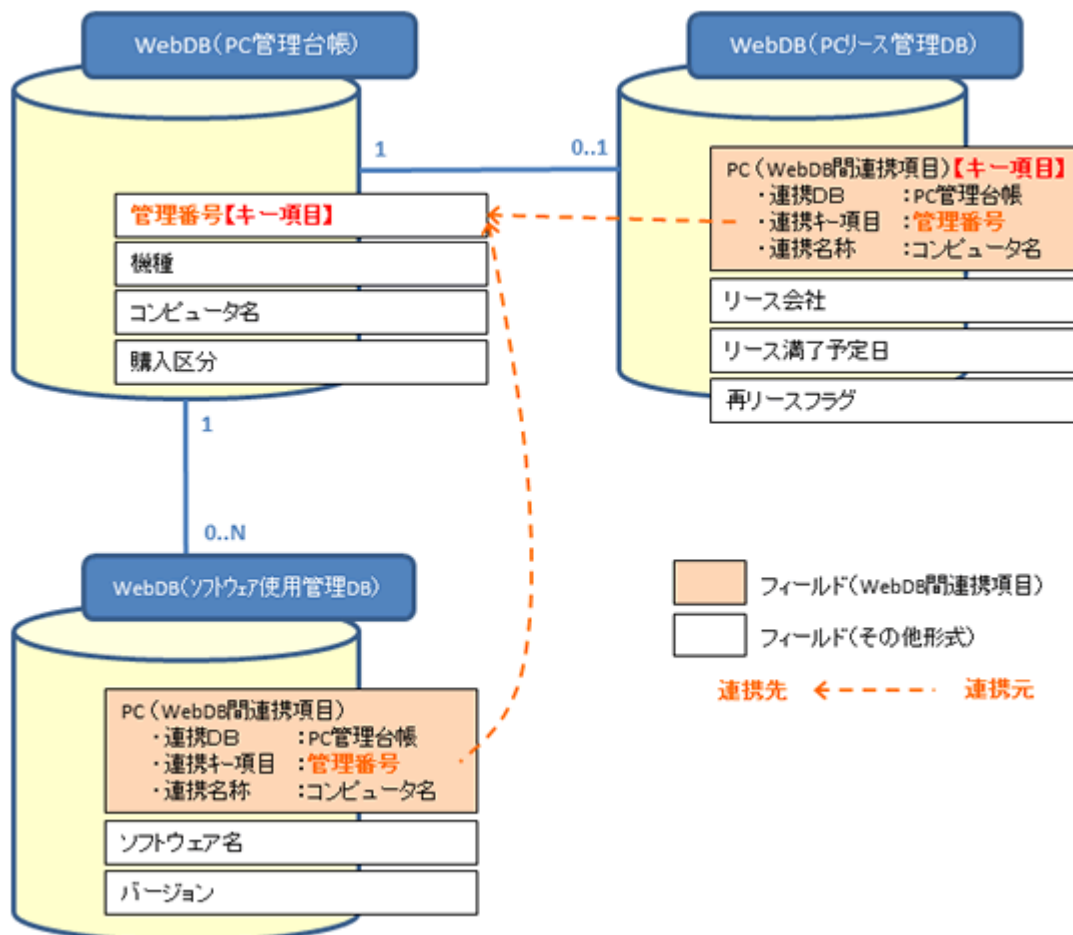 WebDB(PC管理台帳)
WebDB(PCリース管理DB)
1
0..1
管理番号【キー項目】
機種
コンピュータ名
購入区分
PC(WebDB間連携項目)【キー項目】
・連携DB :PC管理台帳
・連携キー項目 :管理番号
・連携名称 :コンピュータ名
リース会社
リース満了予定日
再リースフラグ
1
0..N
WebDB(ソフトウェア使用管理DB)
PC(WebDB間連携項目)
・連携DB :PC管理台帳
・連携キー項目 :管理番号
・連携名称 :コンピュータ名
ソフトウェア名
バージョン
フィールド(WebDB間連携項目)
フィールド(その他形式)
連携先 連携元